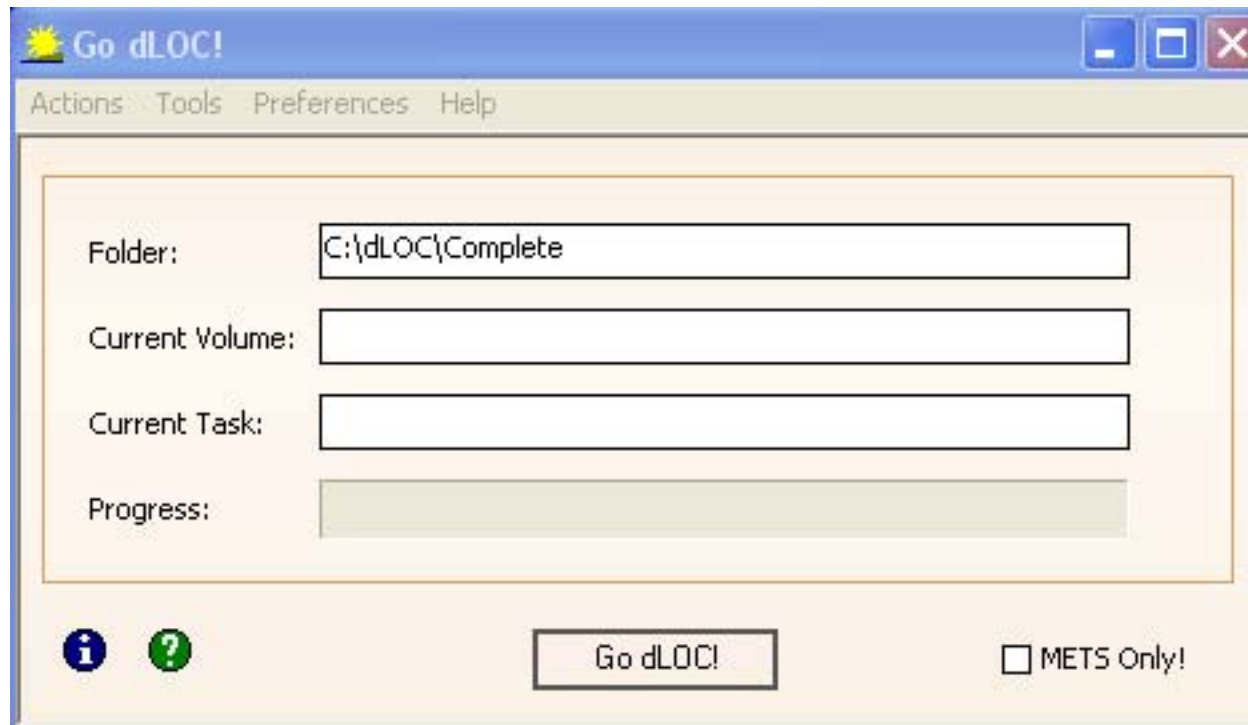 Go dLOC!
Actions Tools Preferences Help
Folder: C:\dLOC\Complete
Current Volume:
Current Task:
Progress:
Go dLOC! METS Only!